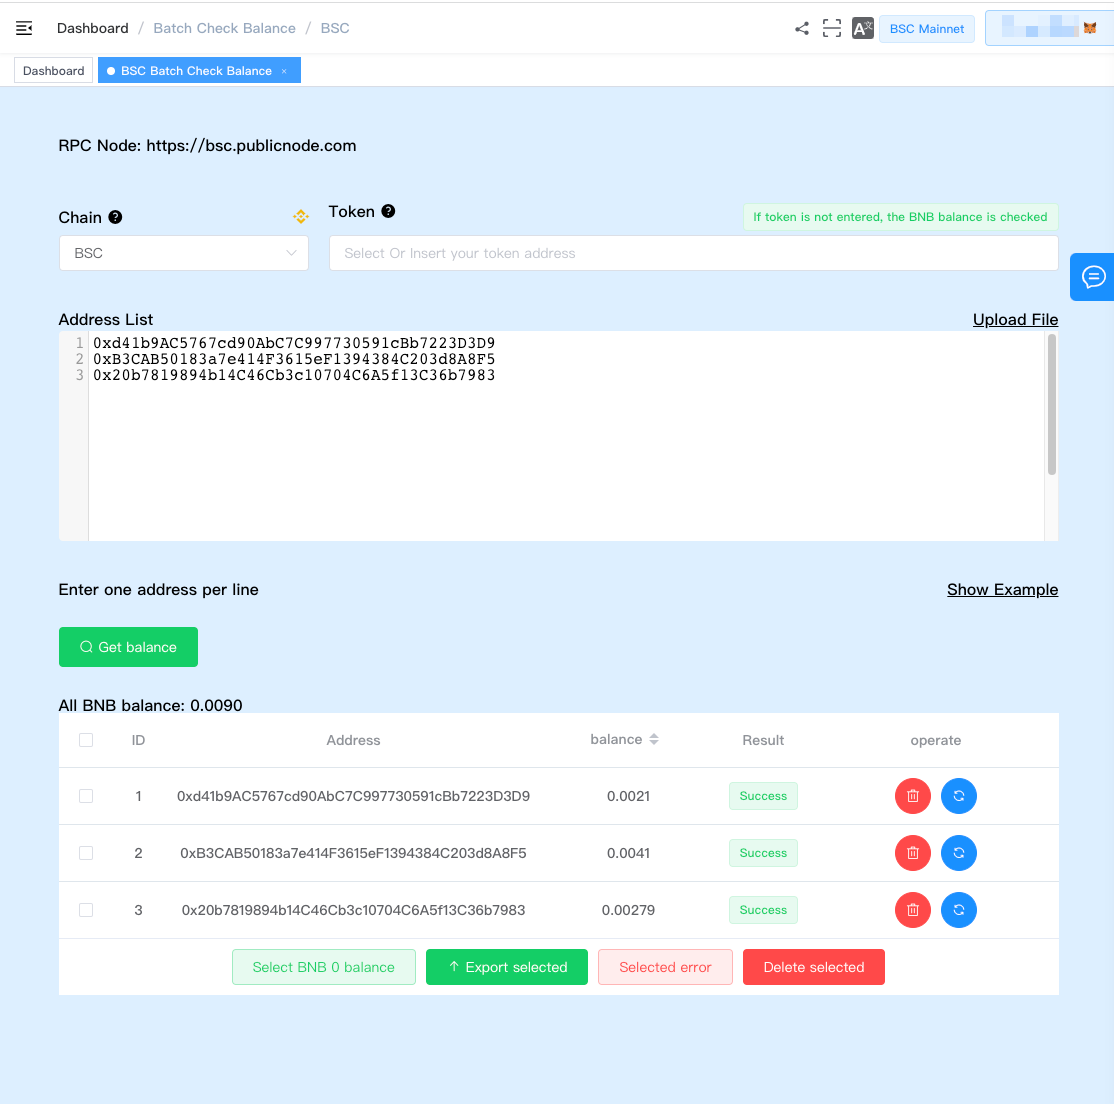 Dashboard / Batch Check Balance / BSC
A文 BSC Mainnet
Dashboard BSC Batch Check Balance ×
RPC Node: https://bsc.publicnode.com
Chain ? Token ? If token is not entered, the BNB balance is checked
BSC Select Or Insert your token address
Address List Upload File
1 0xd41b9AC5767cd90AbC7C997730591cBb7223D3D9
2 0xB3CAB50183a7e414F3615eF1394384C203d8A8F5
3 0x20b7819894b14C46Cb3c10704C6A5f13C36b7983
Enter one address per line Show Example
Get balance
All BNB balance: 0.0090
ID Address balance Result operate
1 0xd41b9AC5767cd90AbC7C997730591cBb7223D3D9 0.0021 Success
2 0xB3CAB50183a7e414F3615eF1394384C203d8A8F5 0.0041 Success
3 0x20b7819894b14C46Cb3c10704C6A5f13C36b7983 0.00279 Success
Select BNB 0 balance Export selected Selected error Delete selected